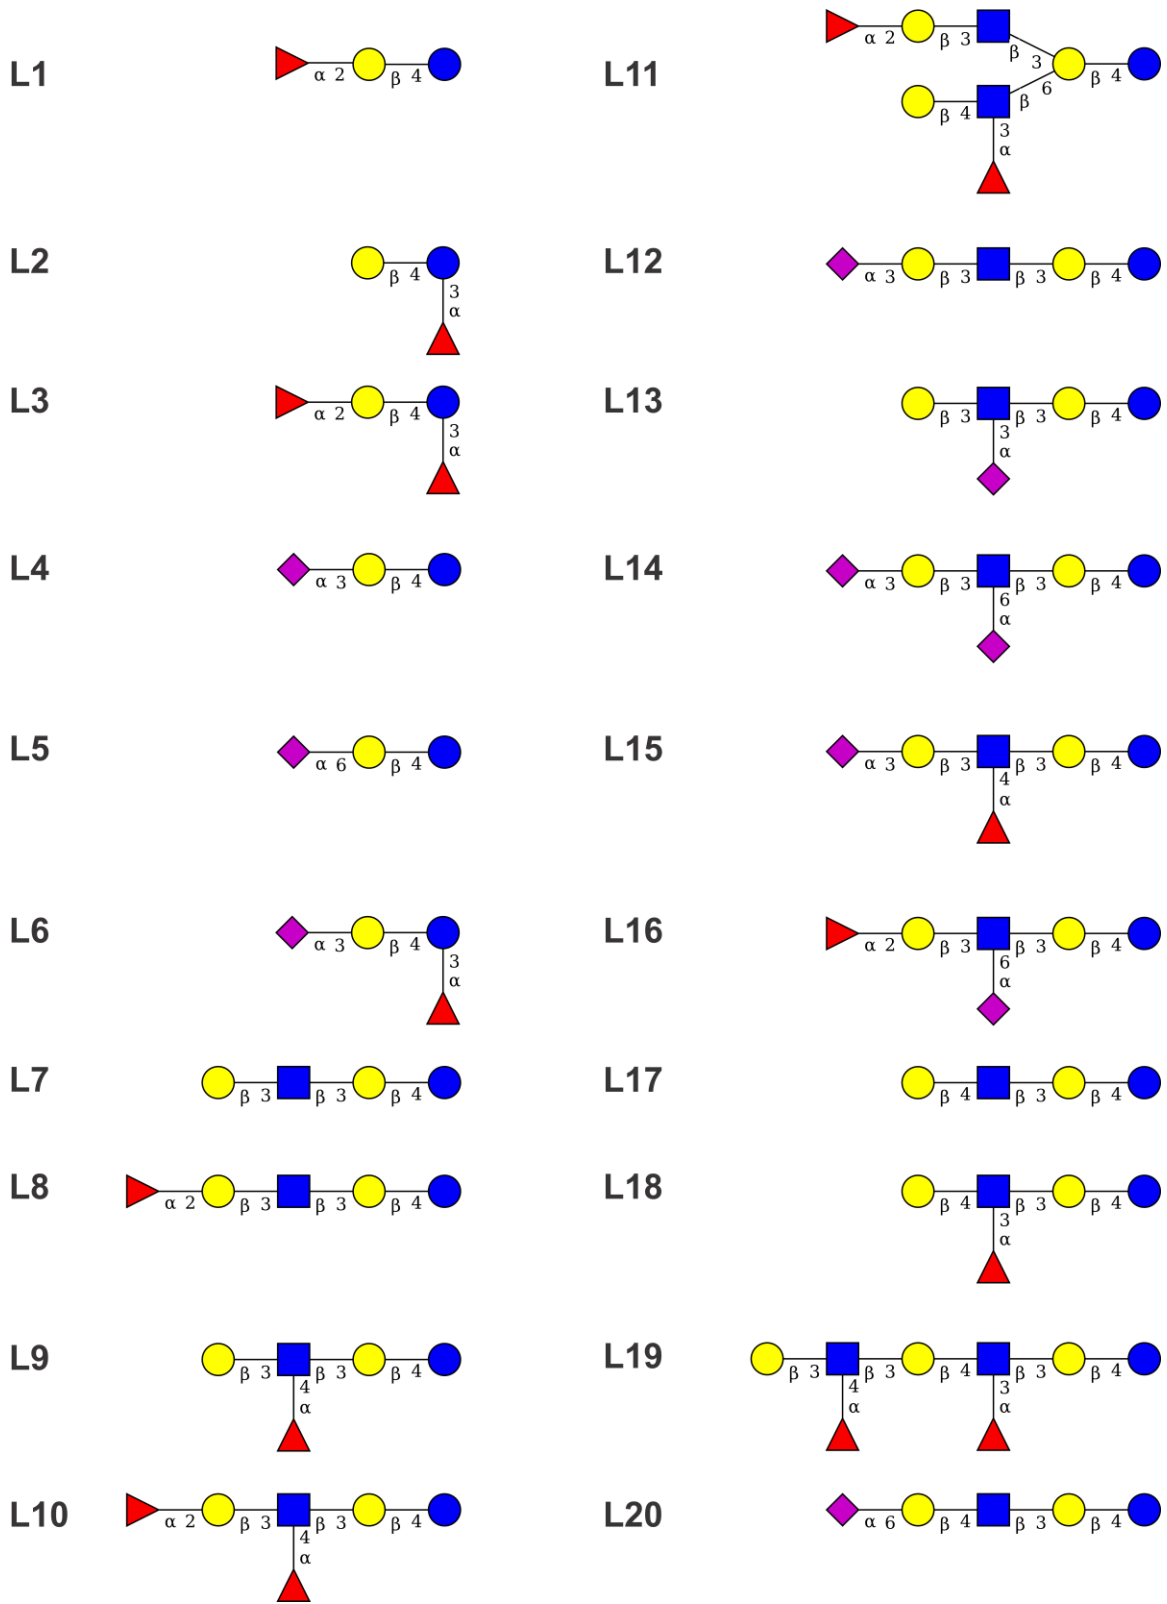 L1
α 2 β 4
L2
β 4
3
α
L3
α 2 β 4
3
α
L4
α 3 β 4
L5
α 6 β 4
L6
α 3 β 4
3
α
L7
β 3 β 3 β 4
L8
α 2 β 3 β 3 β 4
L9
β 3 β 3 β 4
4
α
L10
α 2 β 3 β 3 β 4
4
α
L11
α 2 β 3
β 3
β 4
β 6
β 4
3
α
L12
α 3 β 3 β 3 β 4
L13
β 3 β 3 β 4
3
α
L14
α 3 β 3 β 3 β 4
6
α
L15
α 3 β 3 β 3 β 4
4
α
L16
α 2 β 3 β 3 β 4
6
α
L17
β 4 β 3 β 4
L18
β 4 β 3 β 4
3
α
L19
β 3 β 3 β 4 β 3 β 4
4 3
α α
L20
α 6 β 4 β 3 β 4